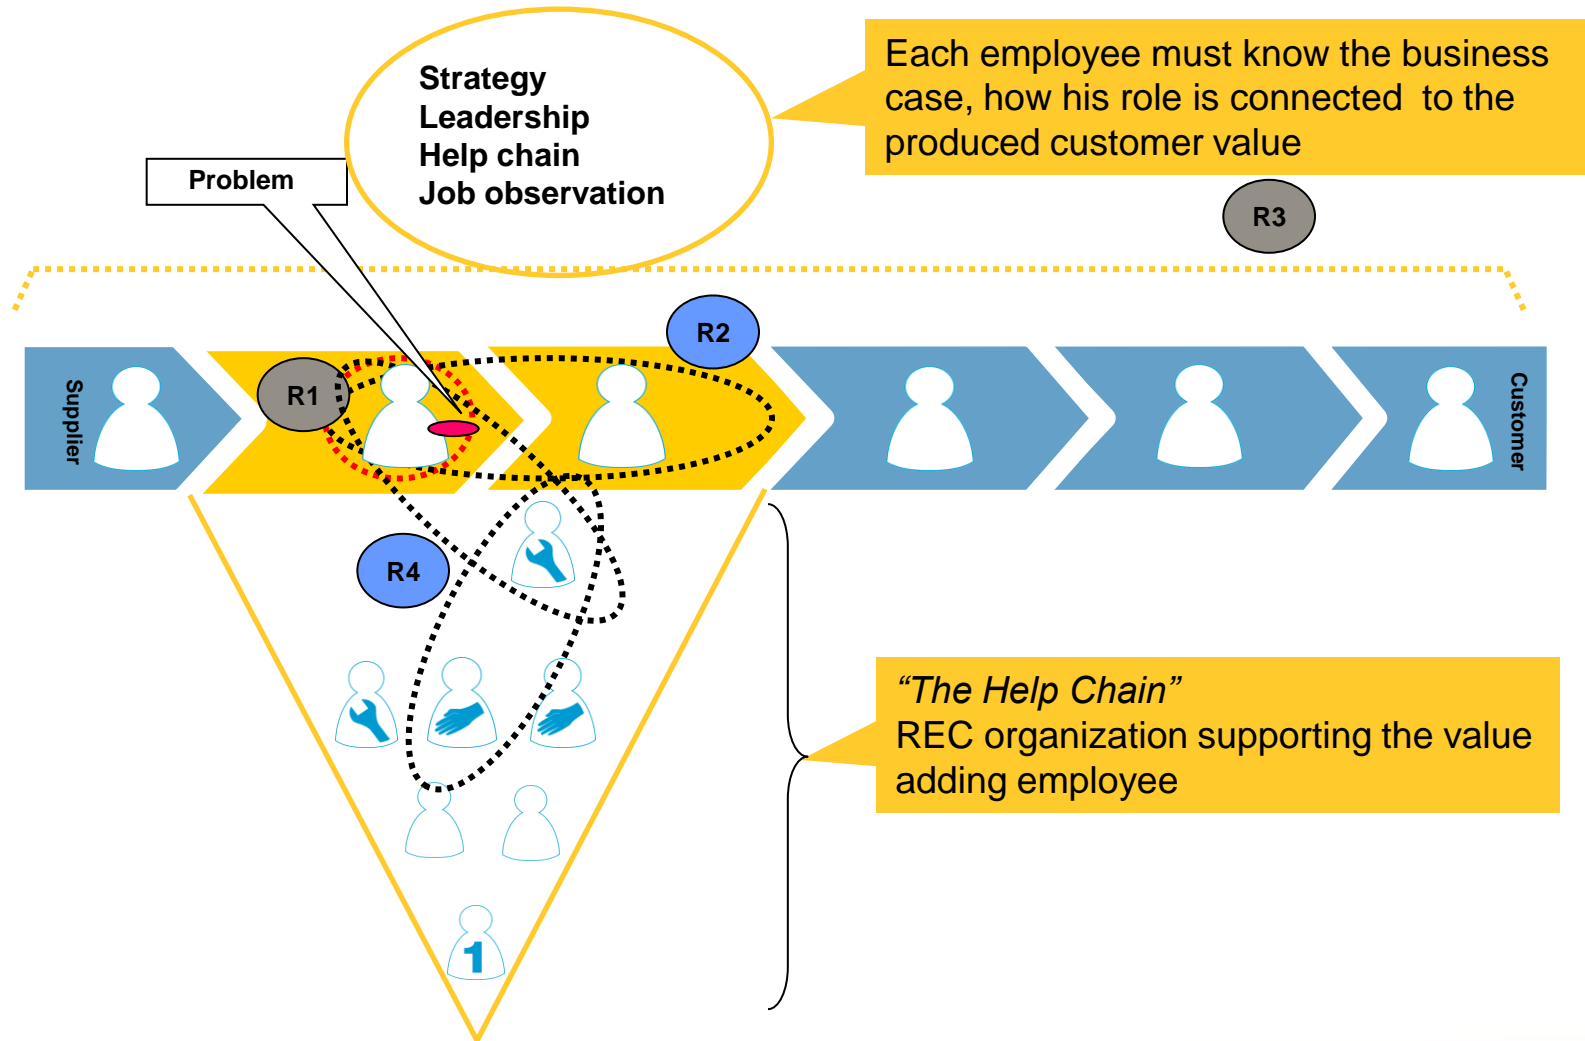 Strategy
Leadership
Help chain
Job observation
Each employee must know the business
case, how his role is connected  to the
produced customer value
Problem
R3
R2
R1
Supplier
Customer
R4
“The Help Chain”
REC organization supporting the value
adding employee
1